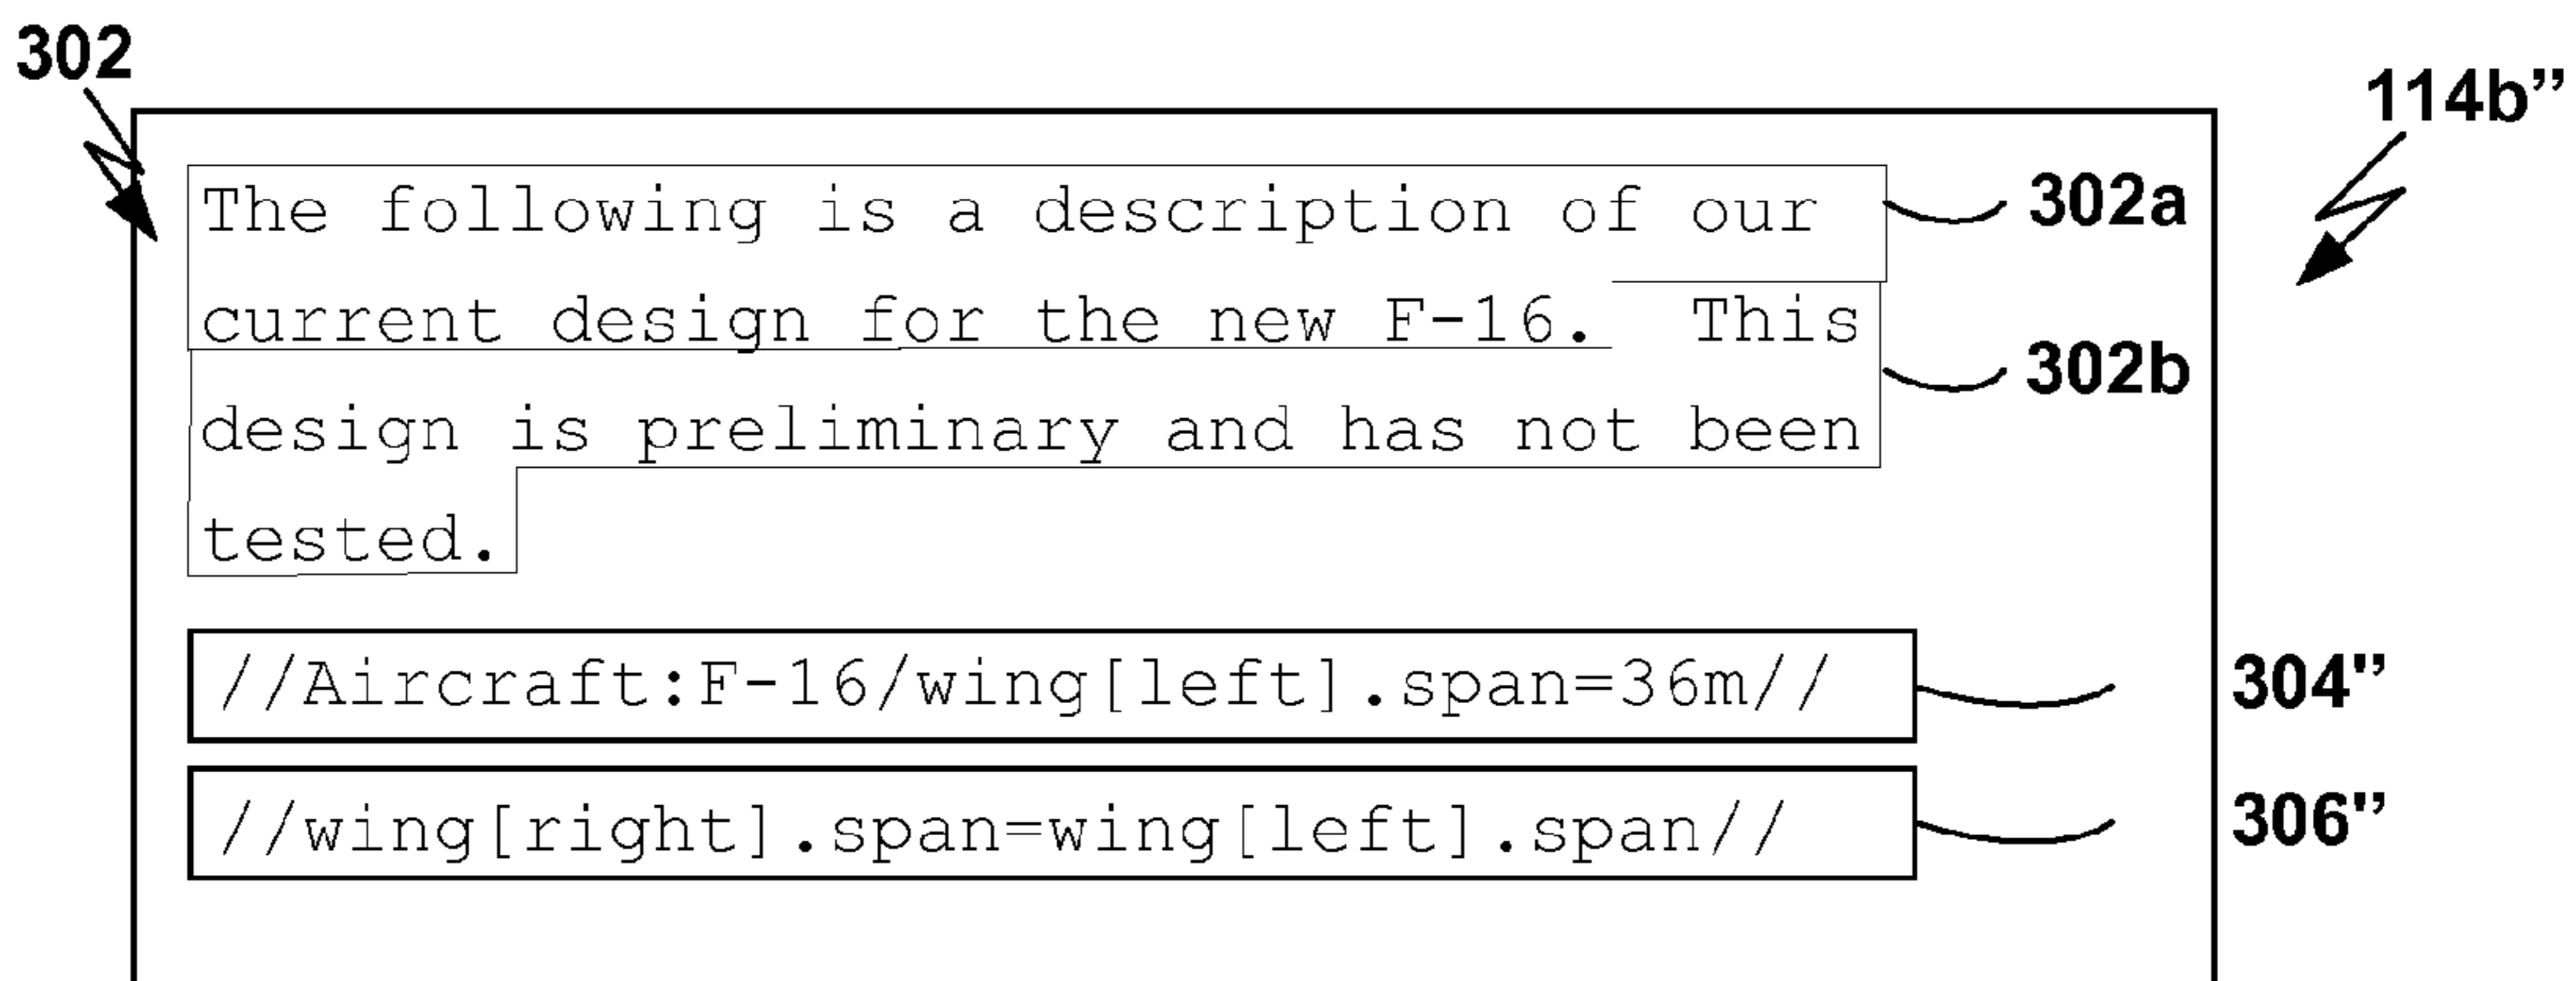 302
114b”
The following is a description of our
302a
current design for the new F-16.  This
302b
design is preliminary and has not been
tested.
//Aircraft:F-16/wing[left].span=36m//
304"
//wing[right].span=wing[left].span//
306”